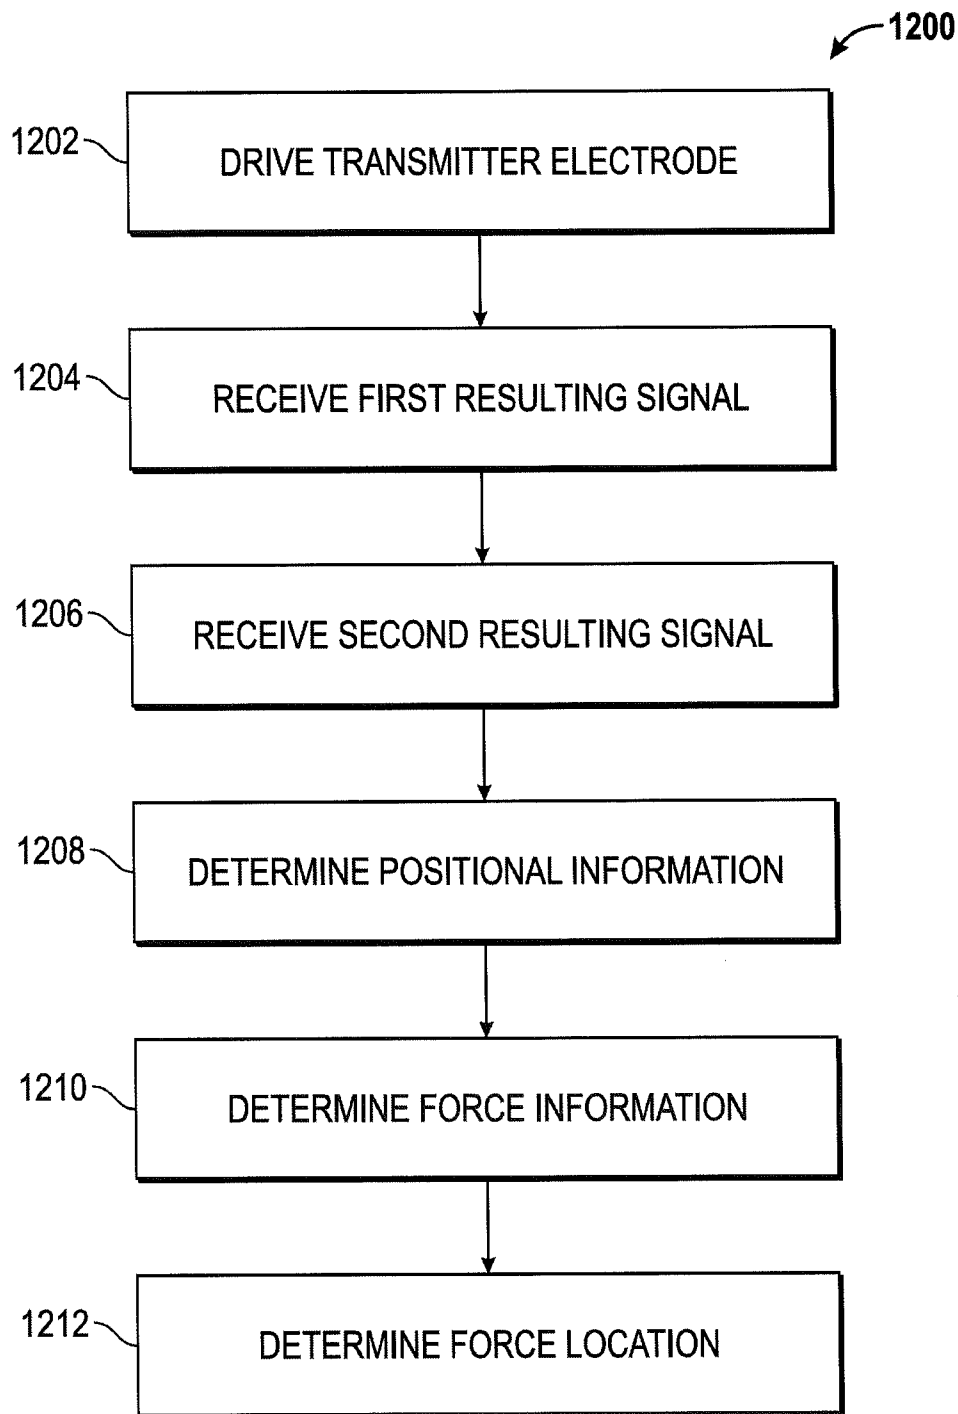 1200
1202
DRIVE TRANSMITTER ELECTRODE
1204
RECEIVE FIRST RESULTING SIGNAL
1206
RECEIVE SECOND RESULTING SIGNAL
1208
DETERMINE POSITIONAL INFORMATION
1210
DETERMINE FORCE INFORMATION
1212
DETERMINE FORCE LOCATION